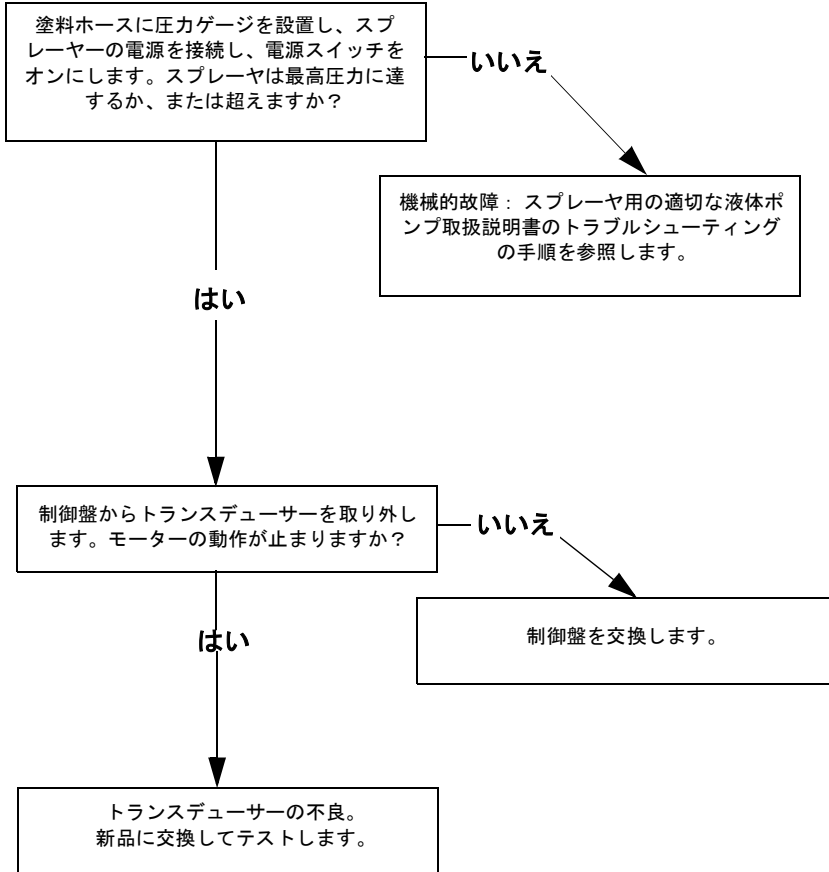 塗料ホースに圧力ゲージを設置し、スプ
レーヤーの電源を接続し、電源スイッチを
オンにします。スプレーヤは最高圧力に達
するか、または超えますか？
いいえ
機械的故障： スプレーヤ用の適切な液体ポ
ンプ取扱説明書のトラブルシューティング
の手順を参照します。
はい
制御盤からトランスデューサーを取り外し
ます。モーターの動作が止まりますか？
いいえ
制御盤を交換します。
はい
トランスデューサーの不良。
新品に交換してテストします。